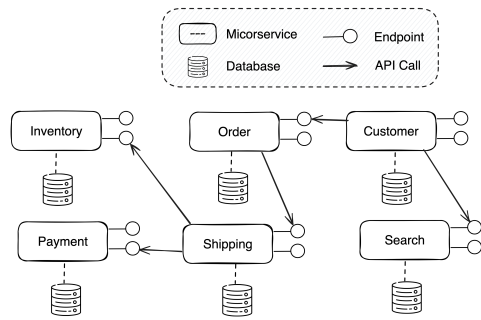 Micorservice
Endpoint
Database
API Call
Inventory
Order
Customer
Payment
Shipping
Search